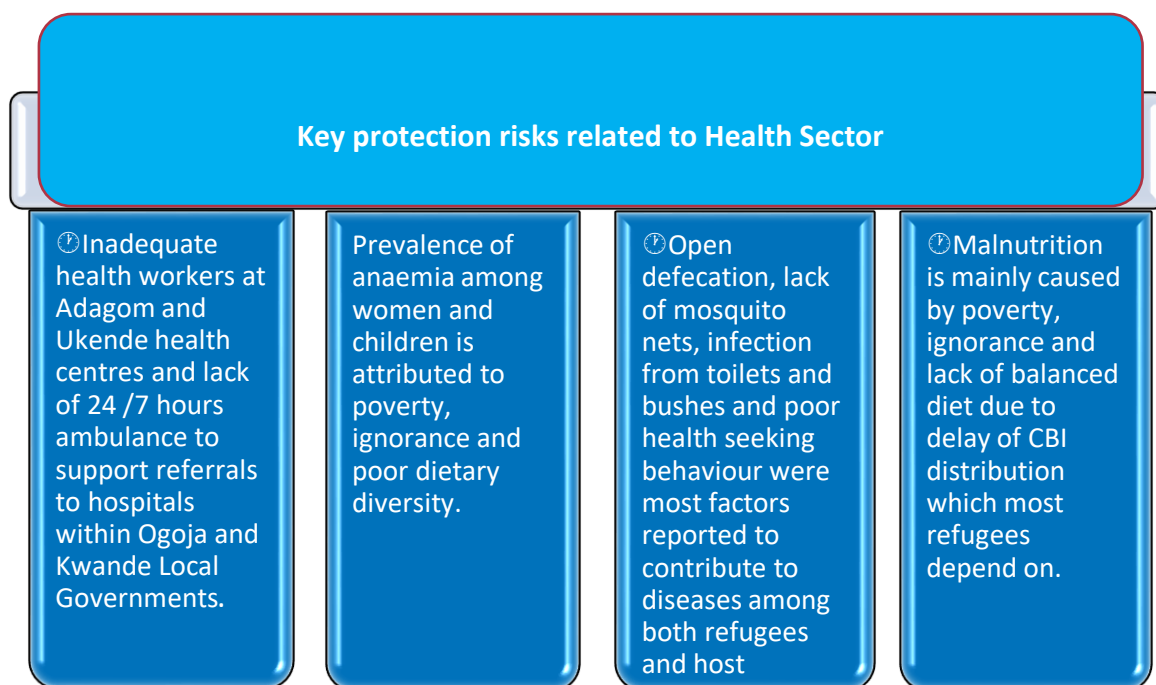 Key protection risks related to Health Sector
🕐Inadequate
health workers at
Adagom and
Ukende health
centres and lack
of 24 /7 hours
ambulance to
support referrals
to hospitals
within Ogoja and
Kwande Local
Governments.
Prevalence of
anaemia among
women and
children is
attributed to
poverty,
ignorance and
poor dietary
diversity.
🕐Open
defecation, lack
of mosquito
nets, infection
from toilets and
bushes and poor
health seeking
behaviour were
most factors
reported to
contribute to
diseases among
both refugees
and host
🕐Malnutrition
is mainly caused
by poverty,
ignorance and
lack of balanced
diet due to
delay of CBI
distribution
which most
refugees
depend on.